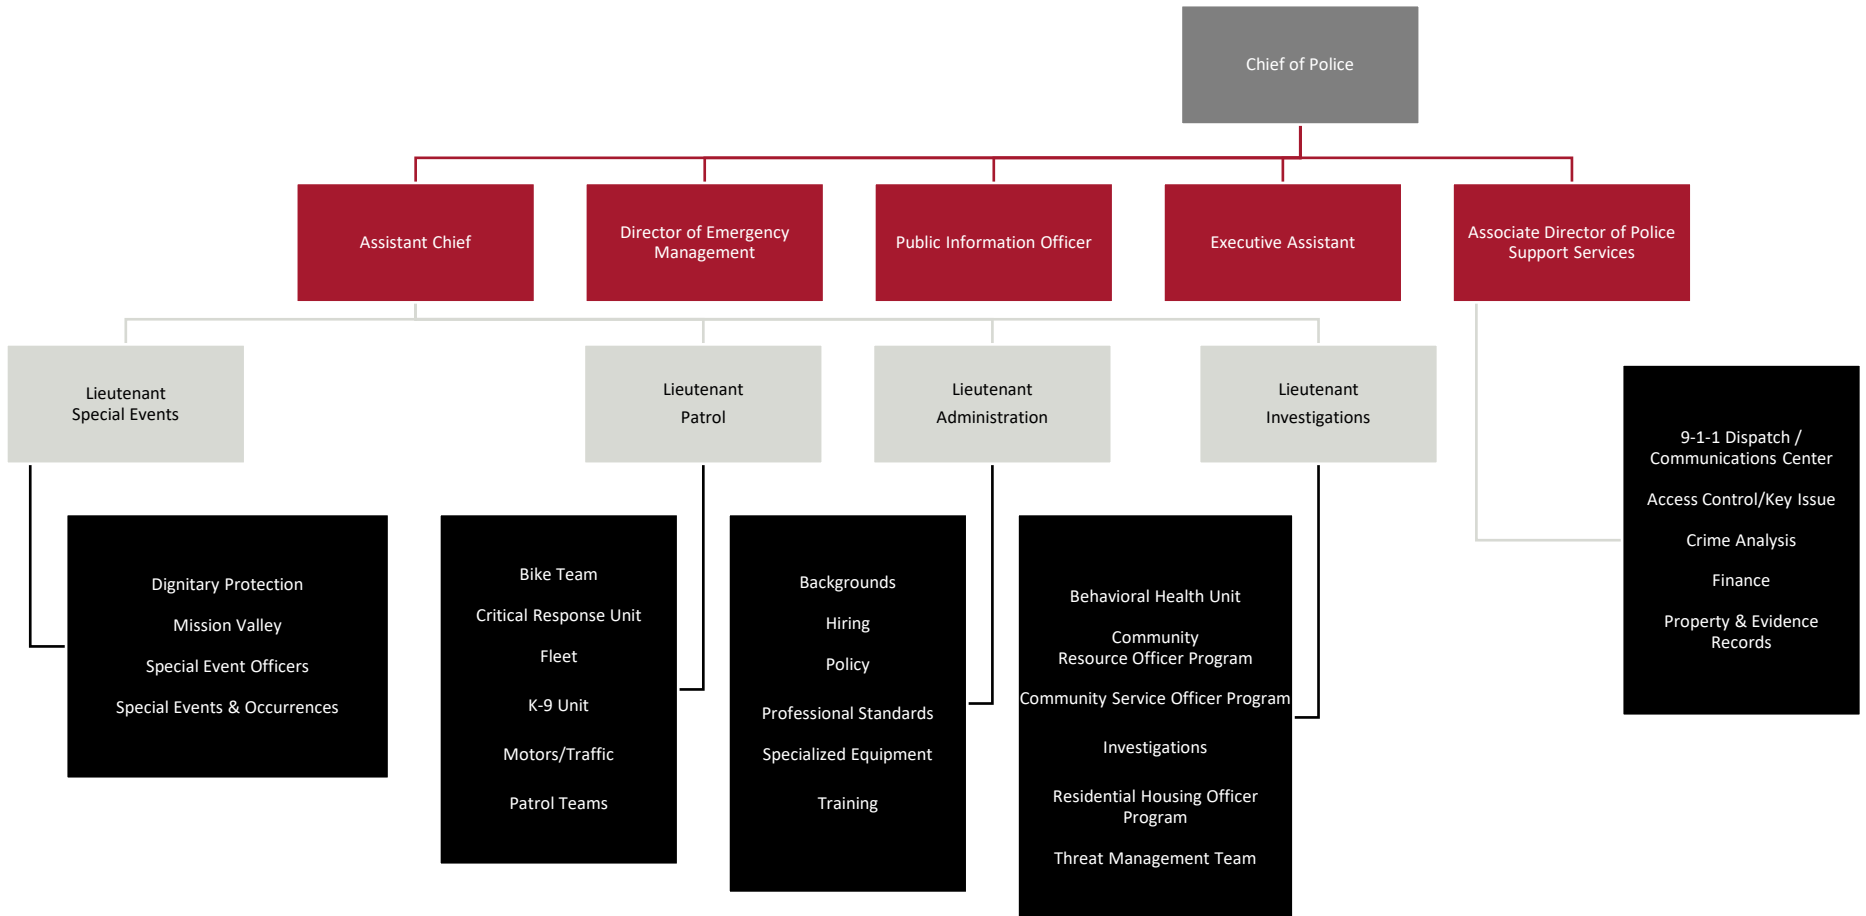 Chief of Police
Assistant Chief
Director of Emergency
Management
Public Information Officer
Executive Assistant
Associate Director of Police
Support Services
Lieutenant
Special Events
Lieutenant
Patrol
Lieutenant
Administration
Lieutenant
Investigations
Dignitary Protection
Mission Valley
Special Event Officers
Special Events & Occurrences
Bike Team
Critical Response Unit
Fleet
K-9 Unit
Motors/Traffic
Patrol Teams
Backgrounds
Hiring
Policy
Professional Standards
Specialized Equipment
Training
Behavioral Health Unit
Community
Resource Officer Program
Community Service Officer Program
Investigations
Residential Housing Officer
Program
Threat Management Team
9-1-1 Dispatch /
Communications Center
Access Control/Key Issue
Crime Analysis
Finance
Property & Evidence
Records